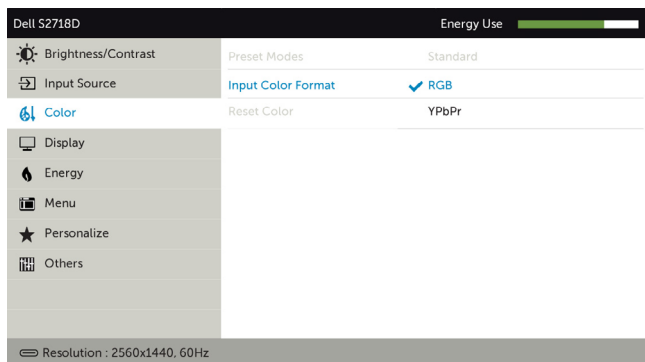 Dell S2718D
Energy Use
Brightness/Contrast
Preset Modes
Standard
Input Source
Input Color Format
RGB
Color
Reset Color
YPbPr
Display
Energy
Menu
Personalize
Others
Resolution : 2560x1440, 60Hz